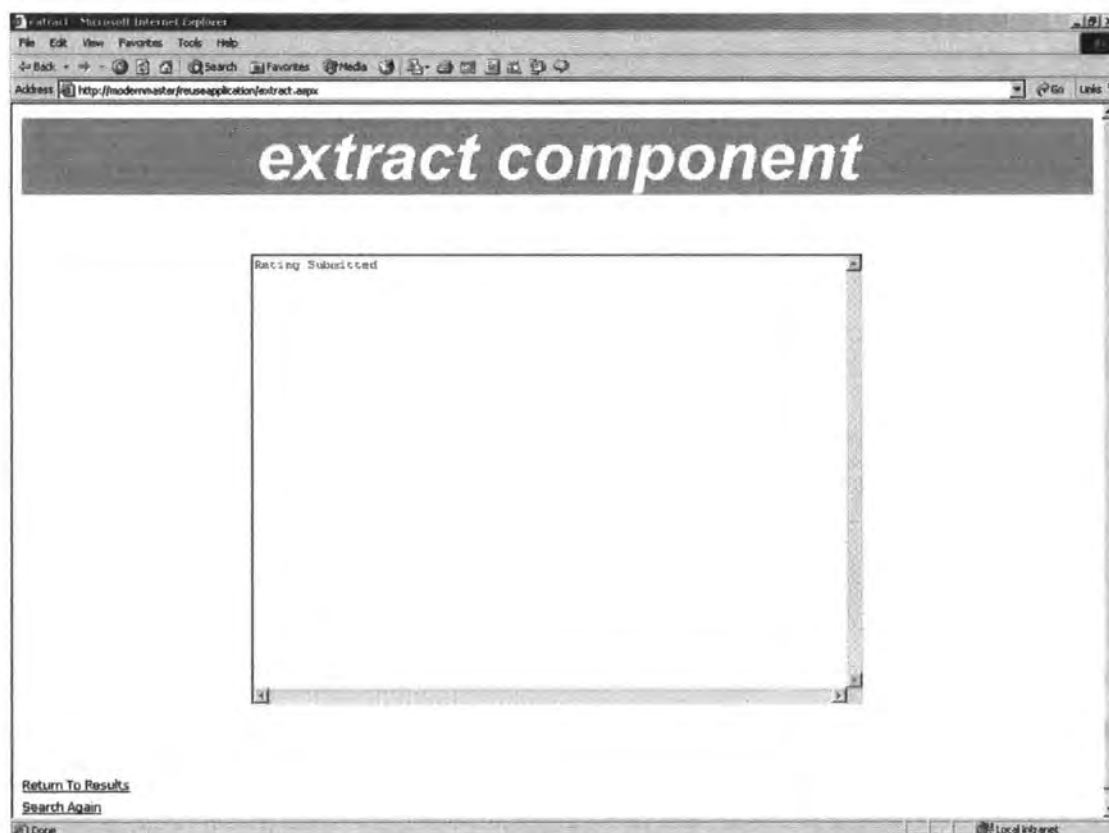 extract - Microsoft Internet Explorer
File Edit View Favorites Tools Help
Back Search Favorites Media
Address http://modernmaster/reuseapplication/extract.aspx Go Links
extract component
Rating Submitted
Return To Results
Search Again
Done Local intranet